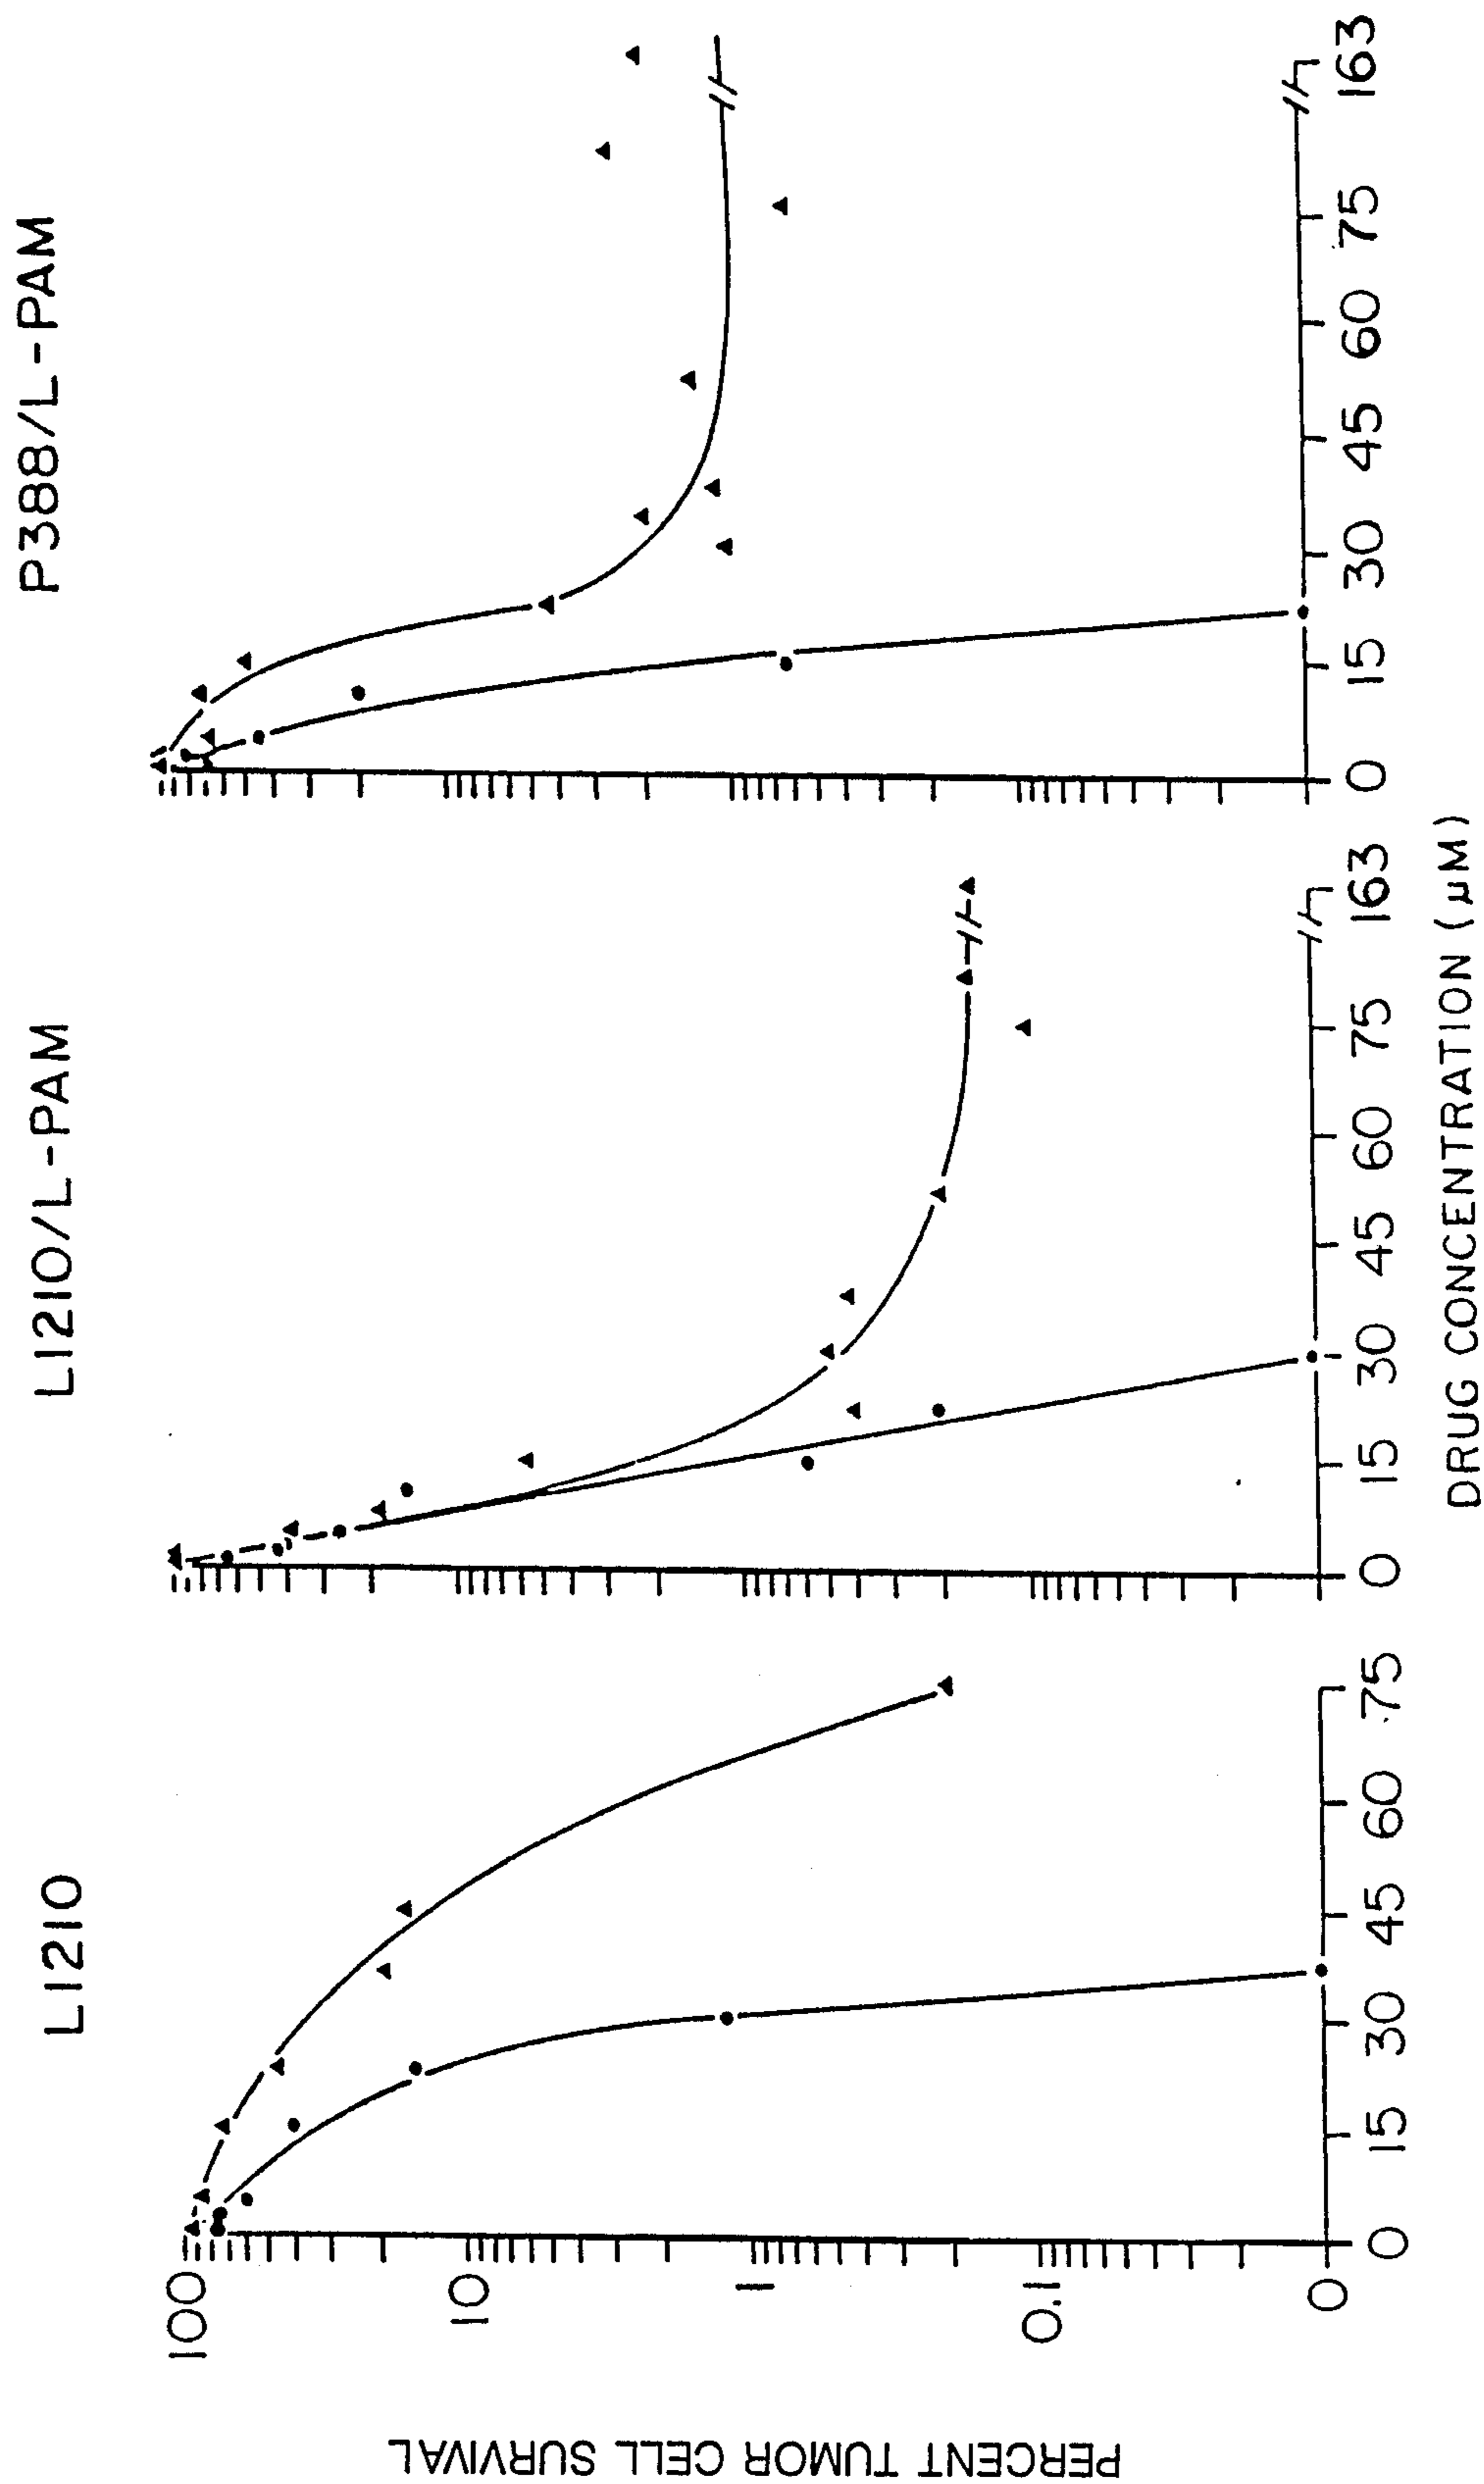 L1210
L1210/L-PAM
P388/L-PAM
PERCENT TUMOR CELL SURVIVAL
100
10
1
0.1
0
0 15 30 45 60 75
0 15 30 45 60 75 163
0 15 30 45 60 75 163
DRUG CONCENTRATION (μM)